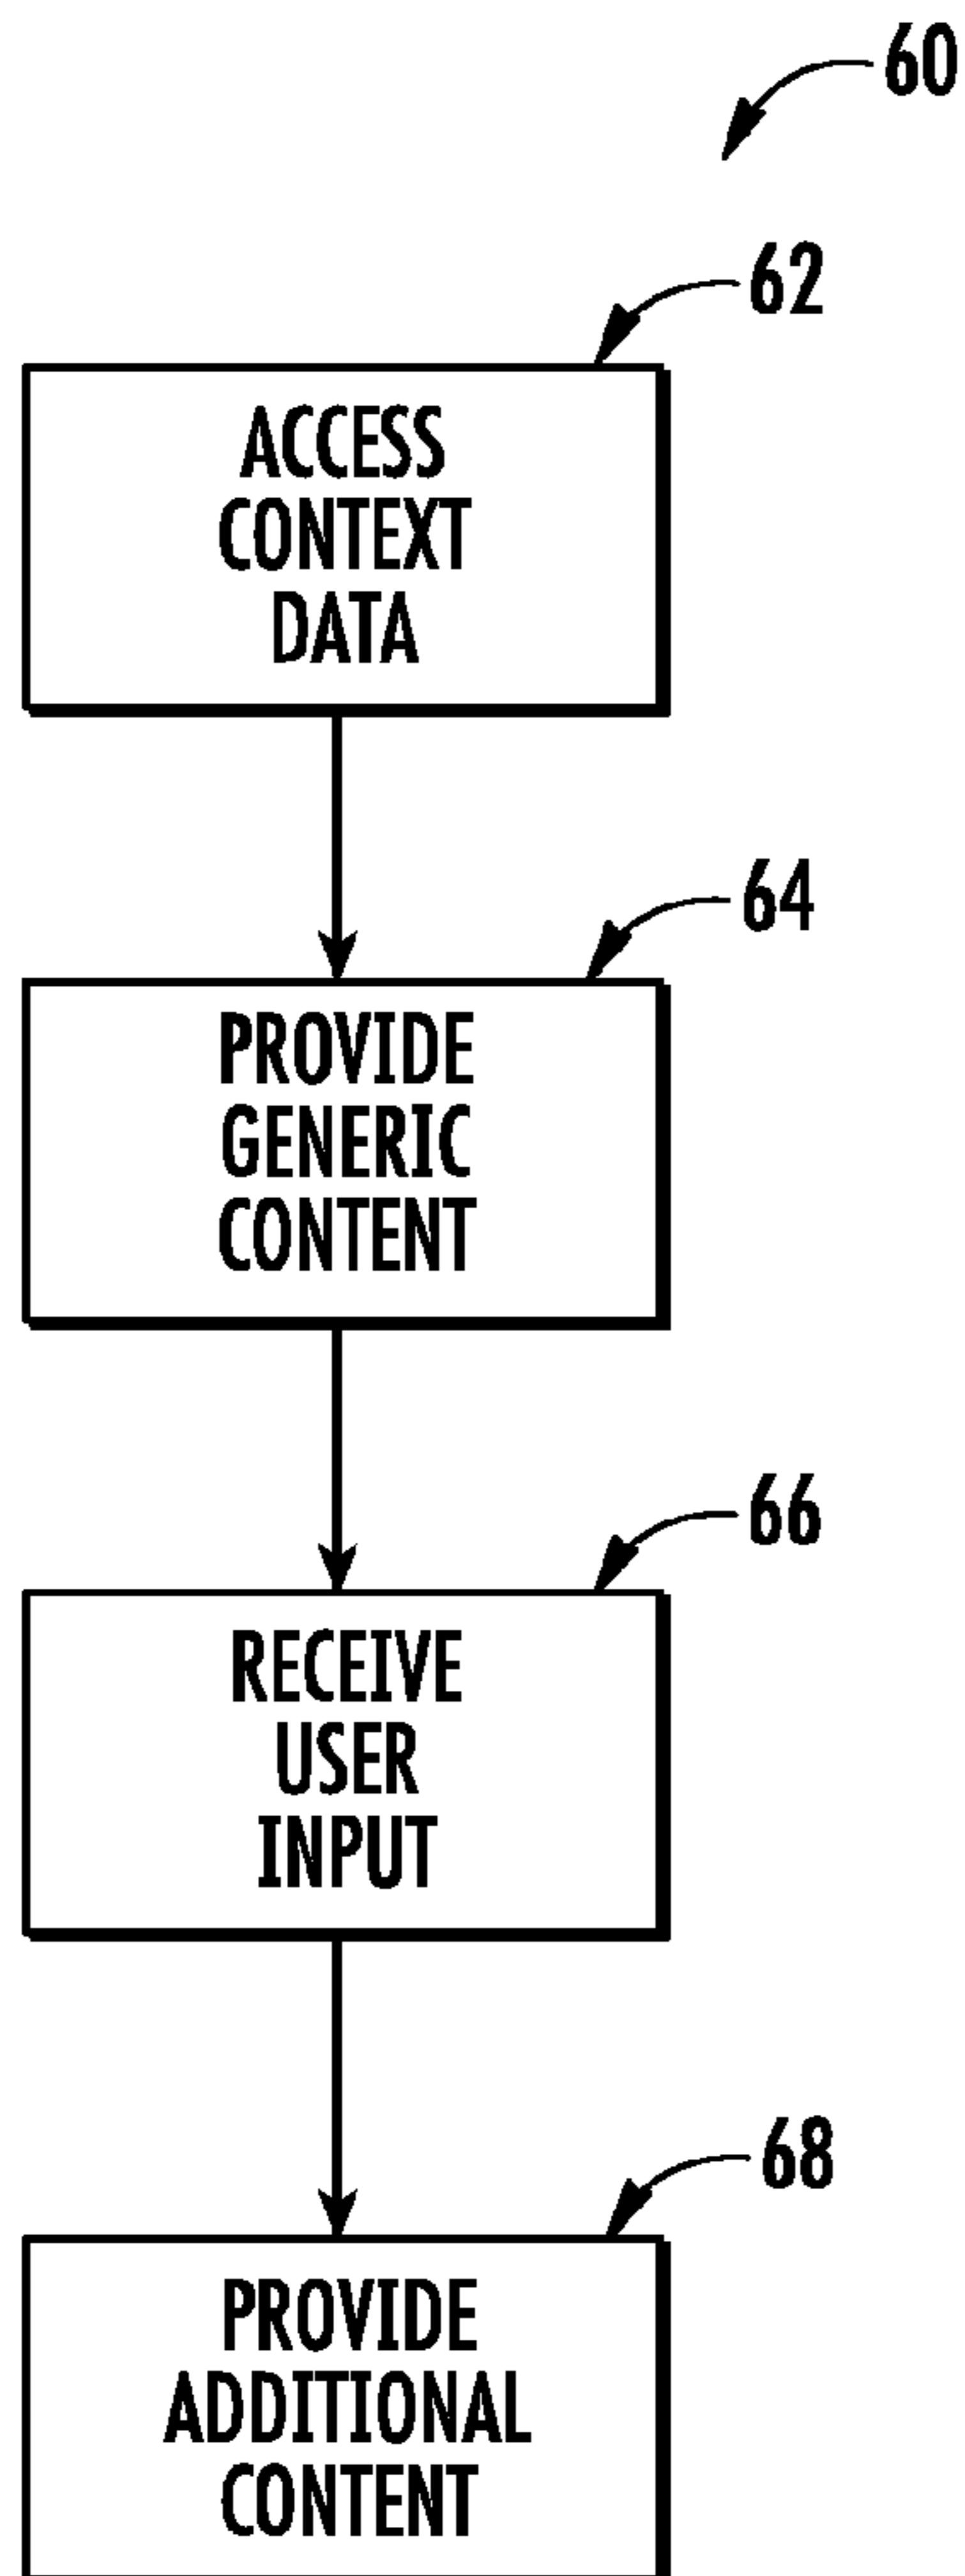 60
62
ACCESS
CONTEXT
DATA
64
PROVIDE
GENERIC
CONTENT
66
RECEIVE
USER
INPUT
68
PROVIDE
ADDITIONAL
CONTENT